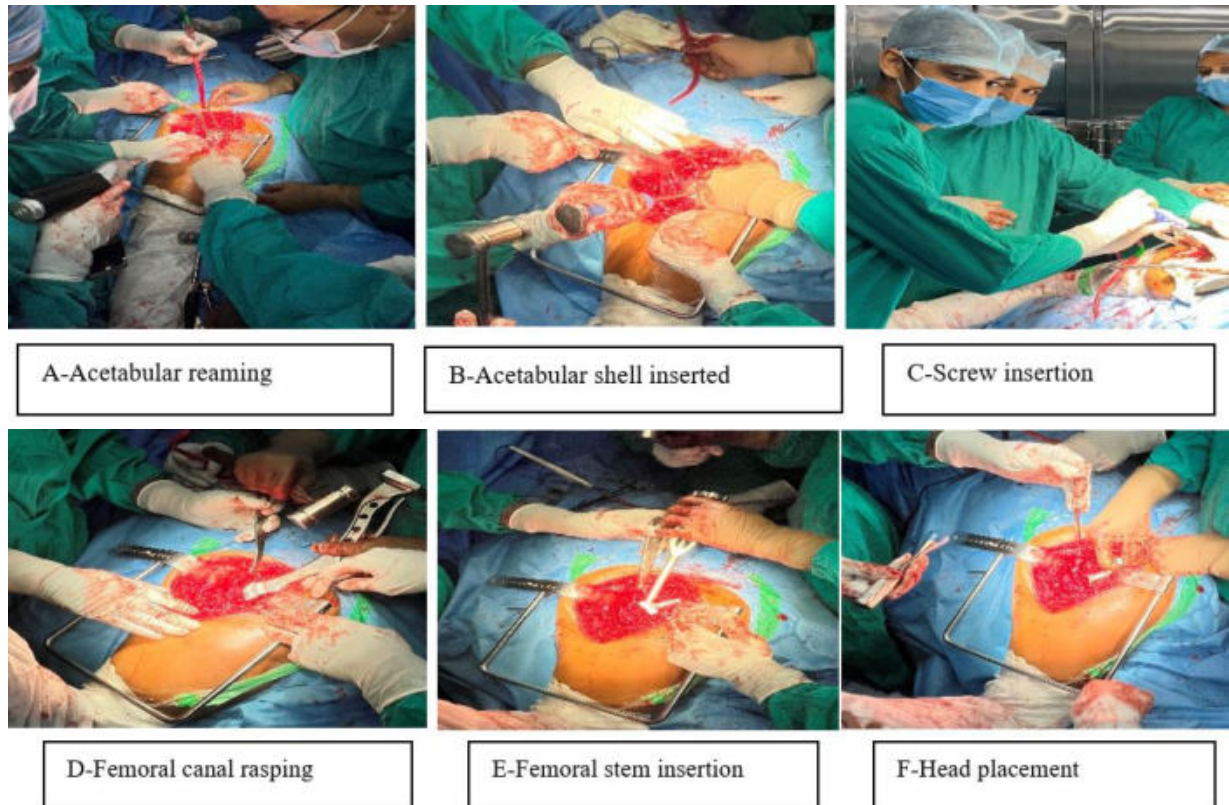 A-Acetabular reaming
B-Acetabular shell inserted
C-Screw insertion
D-Femoral canal rasping
E-Femoral stem insertion
F-Head placement